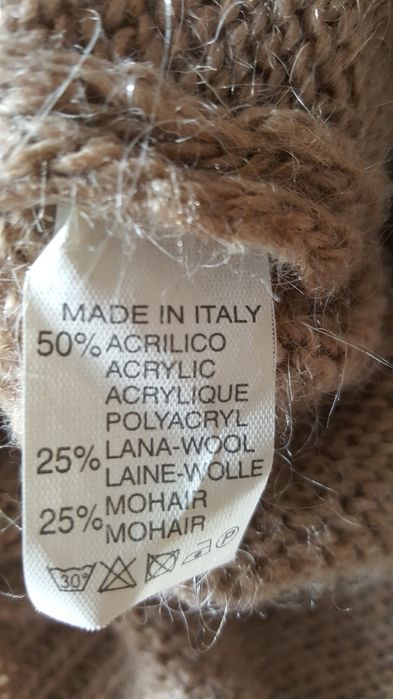 MADE IN ITALY
50% ACRILICO
ACRYLIC
ACRYLIQUE
POLYACRYL
25% LANA-WOOL
LAINE-WOLLE
25% MOHAIR
MOHAIR
30° P